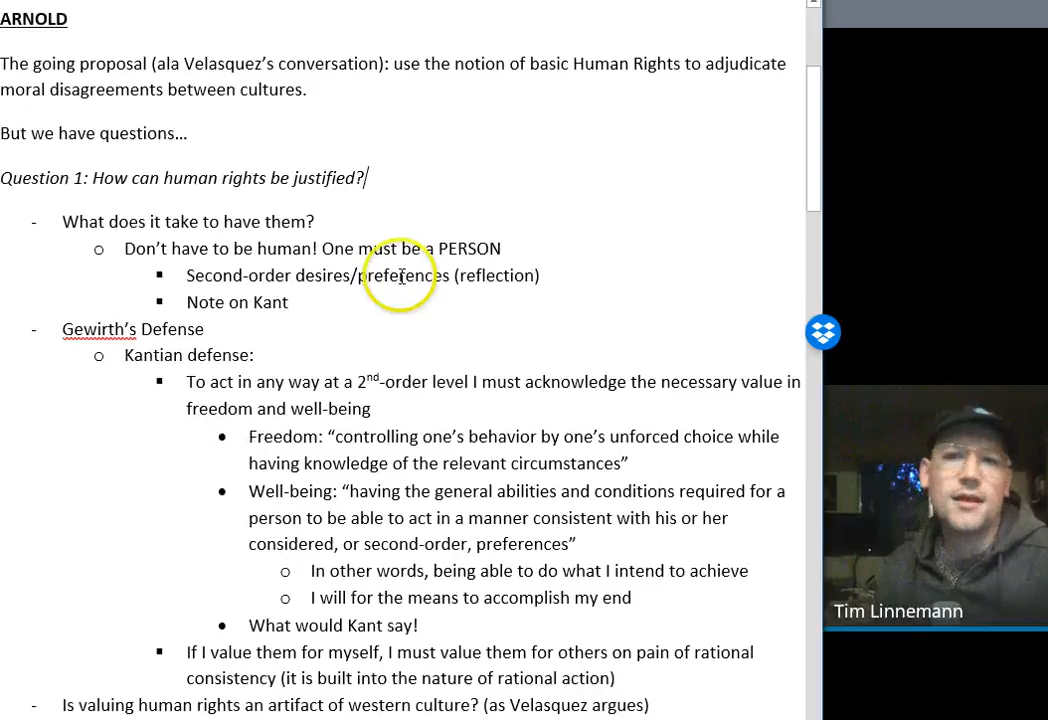 ARNOLD
The going proposal (ala Velasquez's conversation): use the notion of basic Human Rights to adjudicate
moral disagreements between cultures.
But we have questions…
Question 1: How can human rights be justified?
- What does it take to have them?
o Don't have to be human! One must be a PERSON
▪ Second-order desires/preferences (reflection)
▪ Note on Kant
- Gewirth's Defense
o Kantian defense:
▪ To act in any way at a 2nd-order level I must acknowledge the necessary value in
freedom and well-being
• Freedom: “controlling one's behavior by one's unforced choice while
having knowledge of the relevant circumstances”
• Well-being: “having the general abilities and conditions required for a
person to be able to act in a manner consistent with his or her
considered, or second-order, preferences”
o In other words, being able to do what I intend to achieve
o I will for the means to accomplish my end
• What would Kant say!
▪ If I value them for myself, I must value them for others on pain of rational
consistency (it is built into the nature of rational action)
- Is valuing human rights an artifact of western culture? (as Velasquez argues)
Tim Linnemann